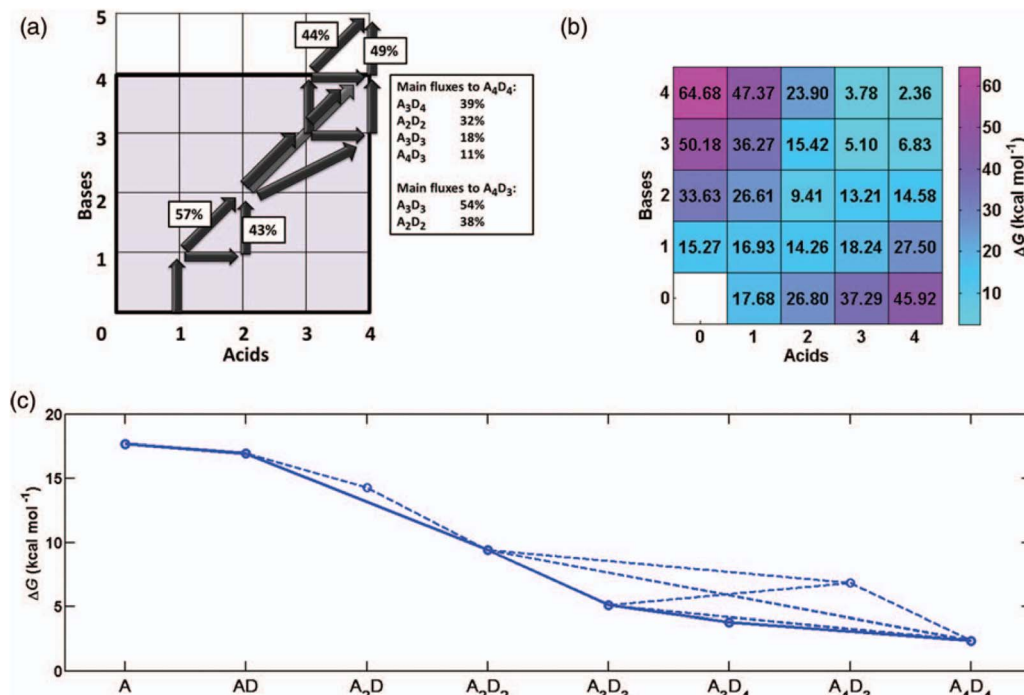 (a)
5
4
3
2
1
0
1
2
3
4
Bases
Acids
44%
49%
57%
43%
Main fluxes to A₄D₄:
A₃D₄ 39%
A₂D₂ 32%
A₃D₃ 18%
A₄D₃ 11%
Main fluxes to A₄D₃:
A₃D₃ 54%
A₂D₂ 38%
(b)
4 64.68 47.37 23.90 3.78 2.36
3 50.18 36.27 15.42 5.10 6.83
2 33.63 26.61 9.41 13.21 14.58
1 15.27 16.93 14.26 18.24 27.50
0 17.68 26.80 37.29 45.92
0 1 2 3 4
Bases
Acids
60
50
40
30
20
10
ΔG (kcal mol⁻¹)
(c)
20
15
10
5
0
ΔG (kcal mol⁻¹)
A AD A₂D A₂D₂ A₃D₃ A₃D₄ A₄D₃ A₄D₄